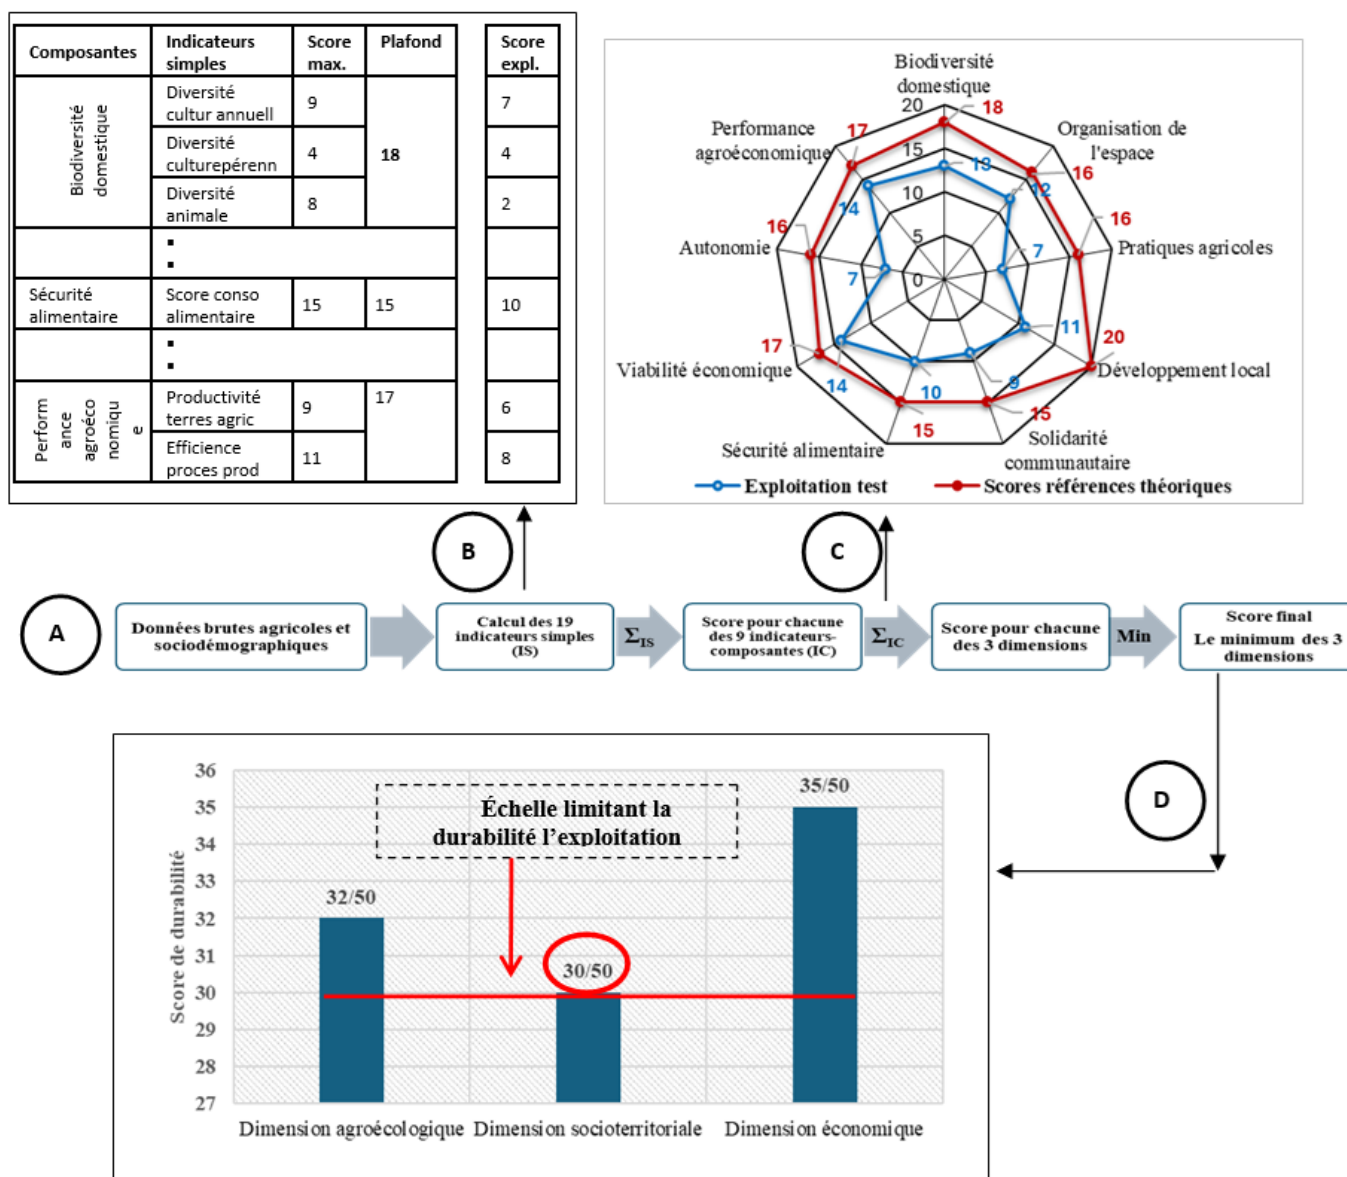 Composantes
Indicateurs
simples
Score
max.
Plafond
Score
expl.
Biodiversité
domestique
Diversité
cultur annuell
9
18
7
Diversité
culturepérenn
4
4
Diversité
animale
8
2
Sécurité
alimentaire
Score conso
alimentaire
15
15
10
Perform
ance
agroéco
nomiqu
e
Productivité
terres agric
9
17
6
Efficience
proces prod
11
8
Biodiversité
domestique
20
18
Performance
agroéconomique
17
Organisation de
l'espace
15
13
16
12
14
10
16
16
Autonomie
Pratiques agricoles
5
7
7
0
11
20
17
Viabilité économique
Développement local
14
10
9
15
15
Sécurité alimentaire
Solidarité
communautaire
Exploitation test
Scores références théoriques
B
C
A
Données brutes agricoles et
sociodémographiques
Calcul des 19
indicateurs simples
(IS)
ΣIS
Score pour chacune
des 9 indicateurs-
composantes (IC)
ΣIC
Score pour chacune
des 3 dimensions
Min
Score final
Le minimum des 3
dimensions
D
Score de durabilité
36
35
34
33
32
31
30
29
28
27
Échelle limitant la
durabilité l’exploitation
32/50
30/50
35/50
Dimension agroécologique
Dimension socioterritoriale
Dimension économique